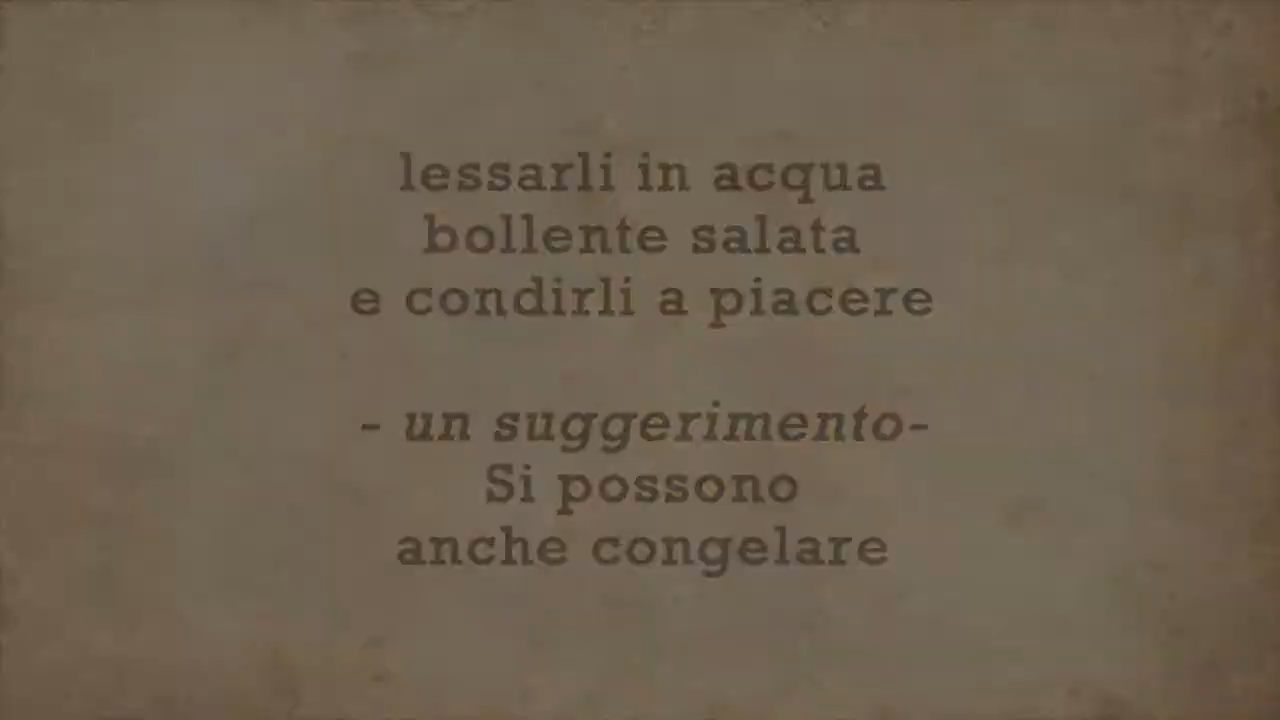 lessarli in acqua
bollente salata
e condirli a piacere
- un suggerimento-
Si possono
anche congelare